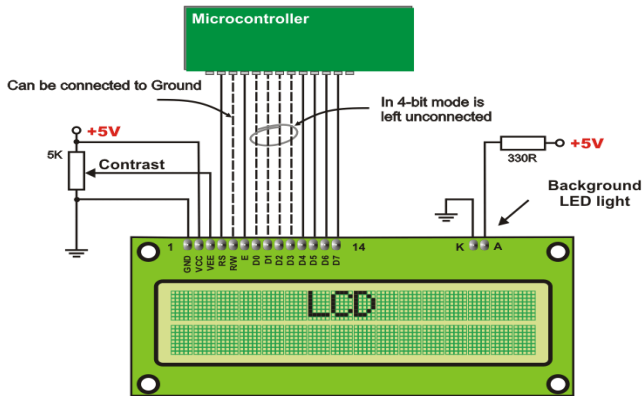 Microcontroller
Can be connected to Ground
In 4-bit mode is
left unconnected
+5V
5K
Contrast
330R
+5V
Background
LED light
1
14
K
A
GND
VCC
VEE
RS
R/W
E
D0
D1
D2
D3
D4
D5
D6
D7
LCD